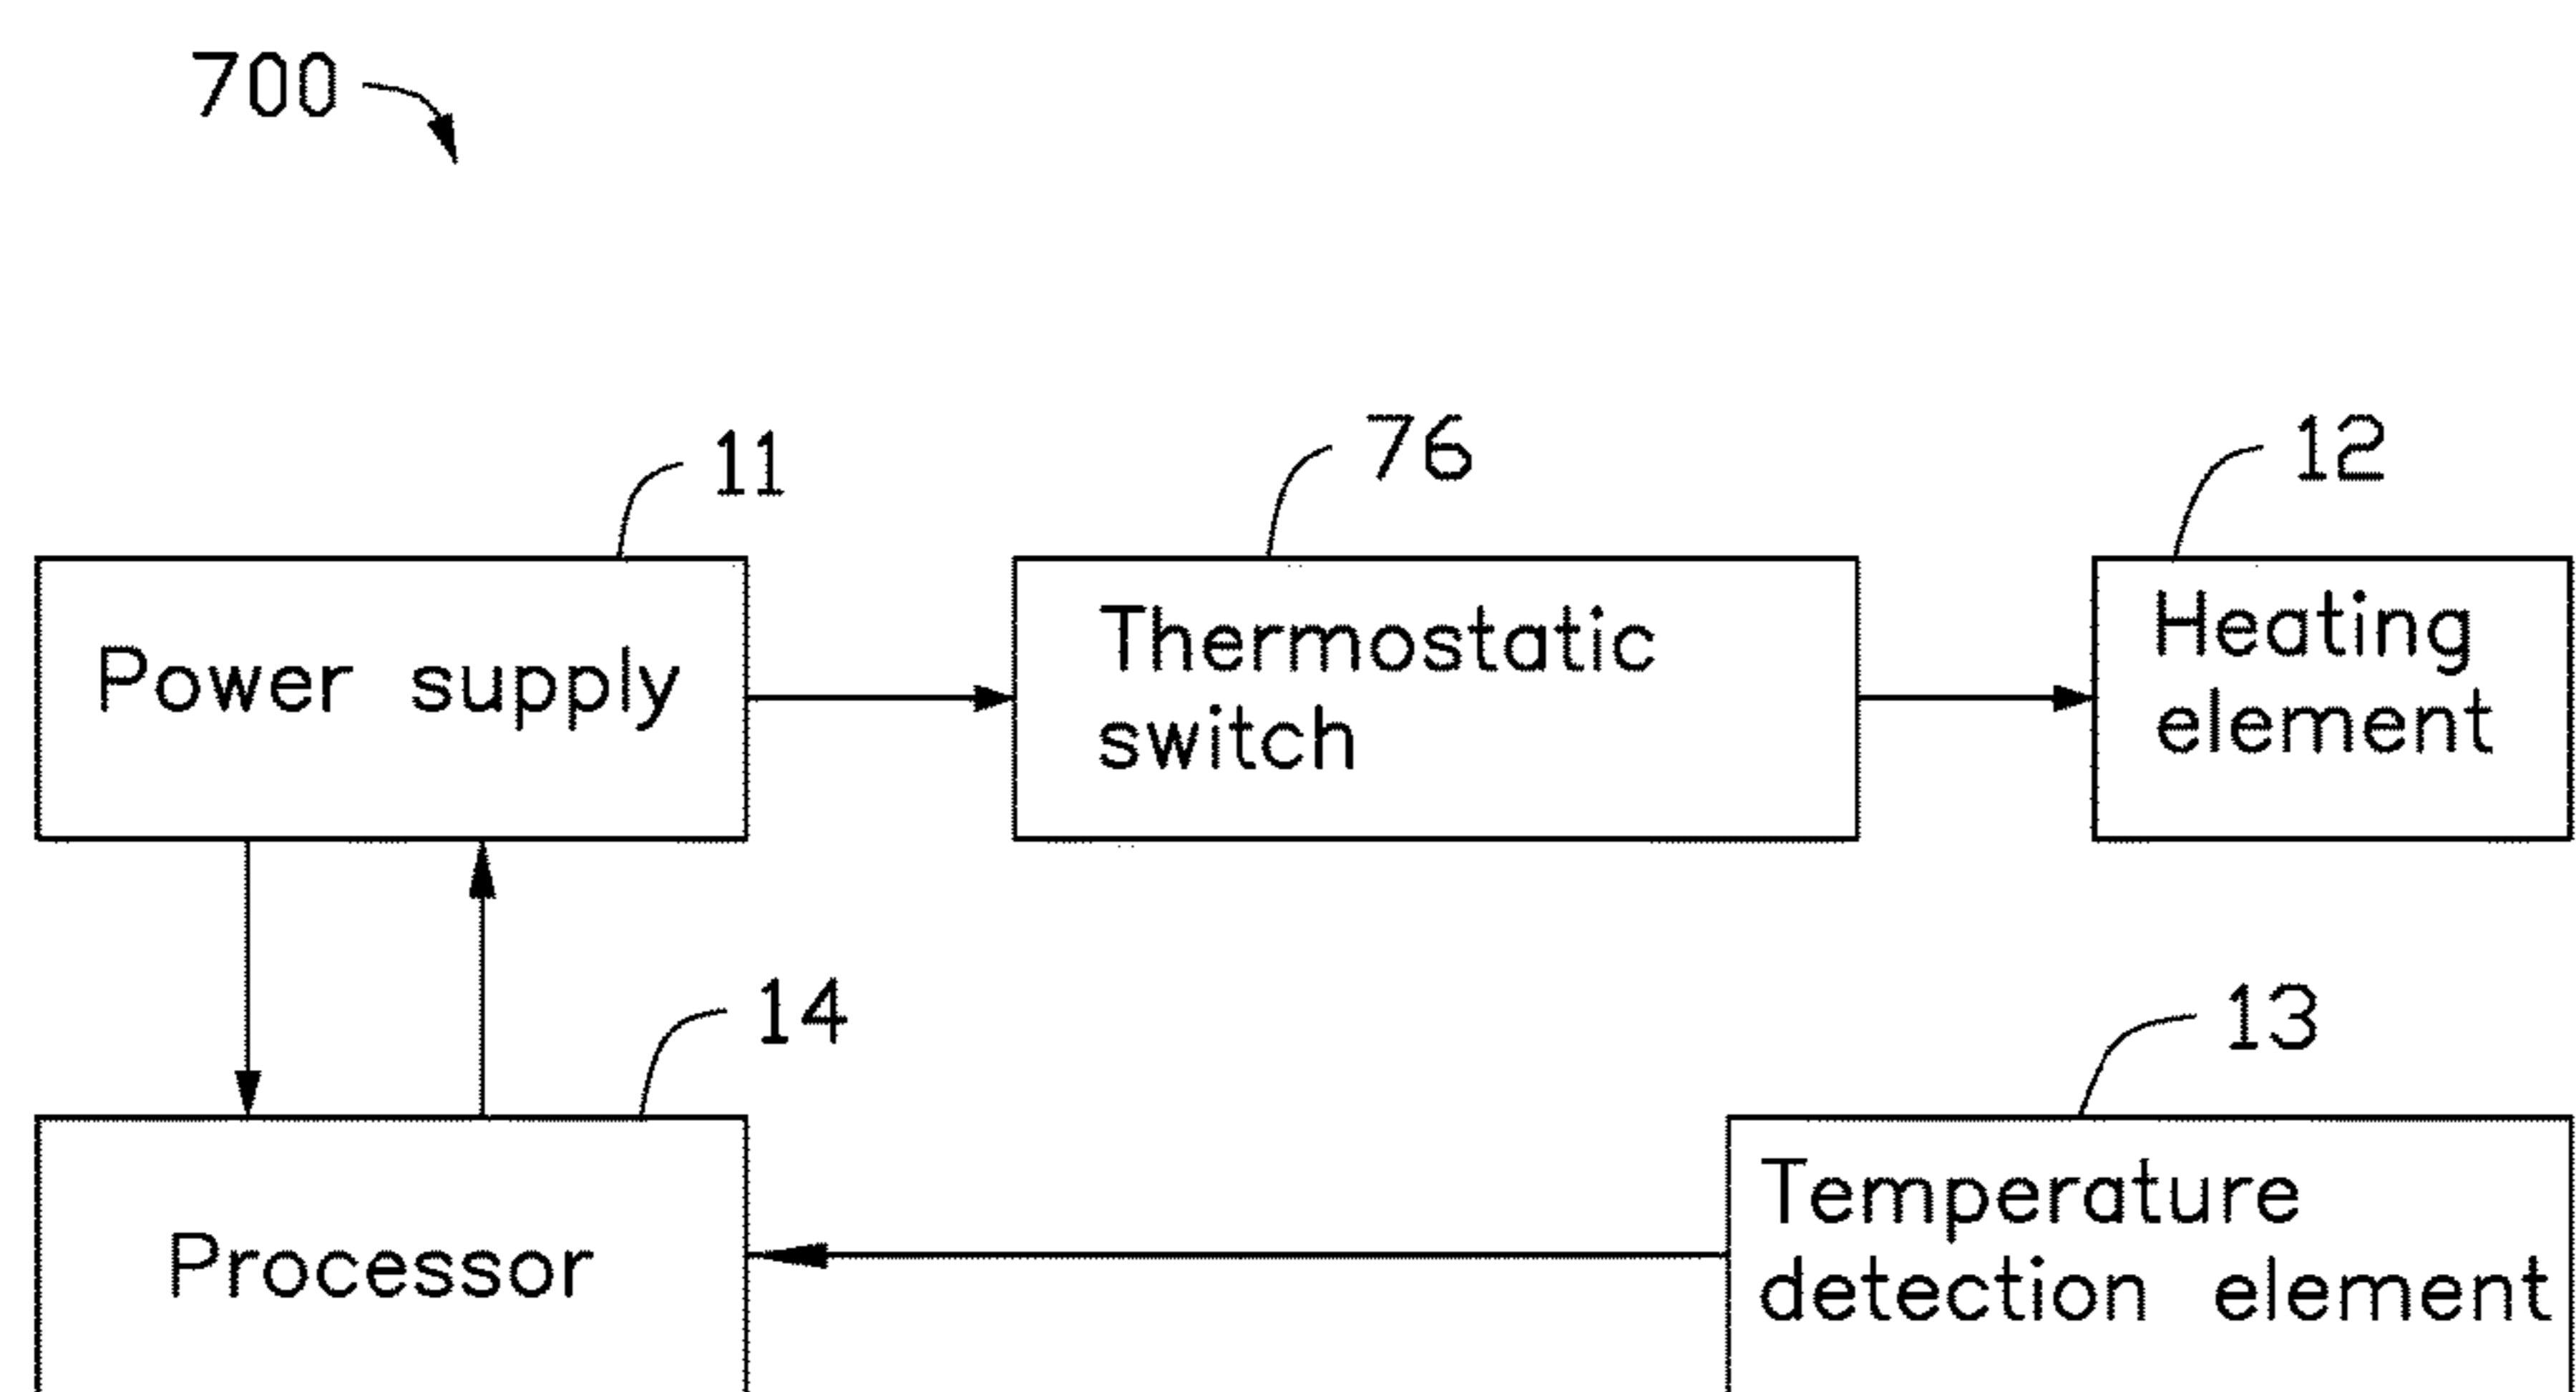 700
11
76
12
Power supply
Thermostatic
switch
Heating
element
14
13
Processor
Temperature
detection element